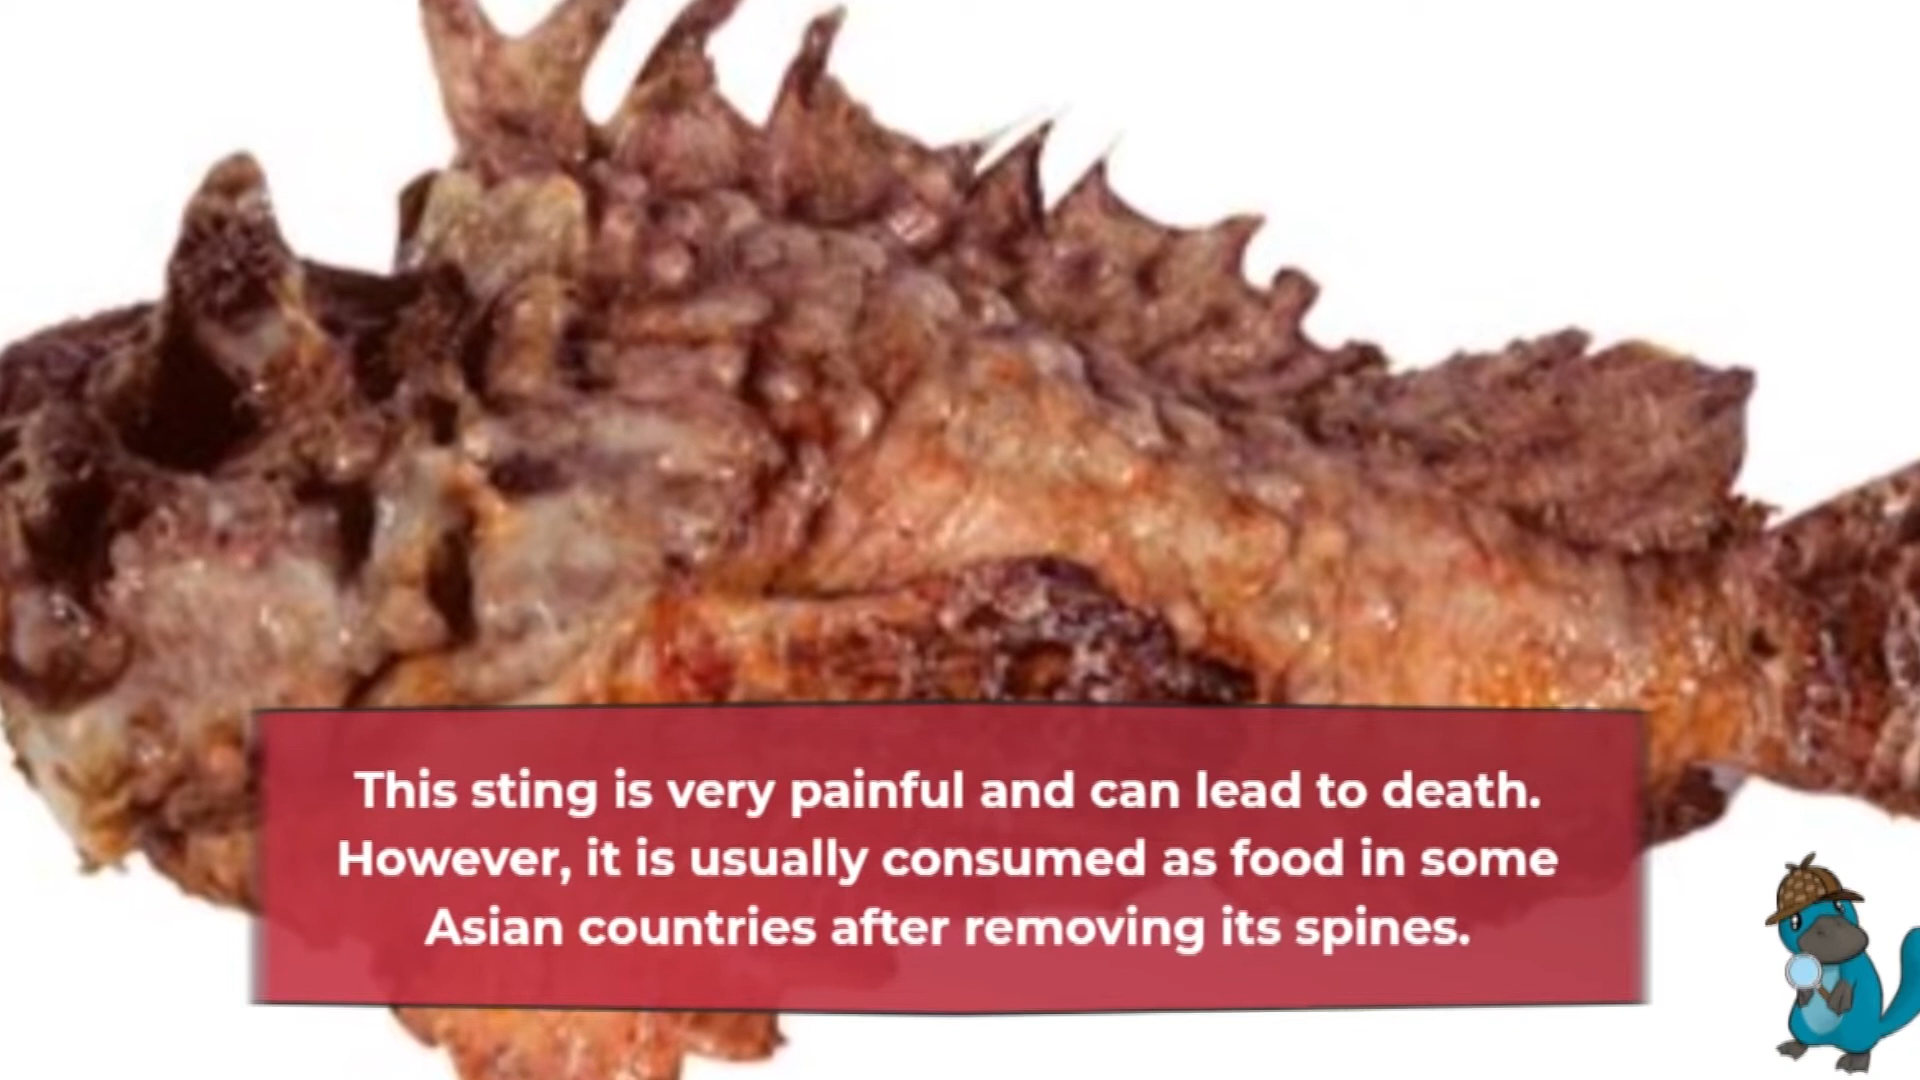 This sting is very painful and can lead to death.
However, it is usually consumed as food in some
Asian countries after removing its spines.